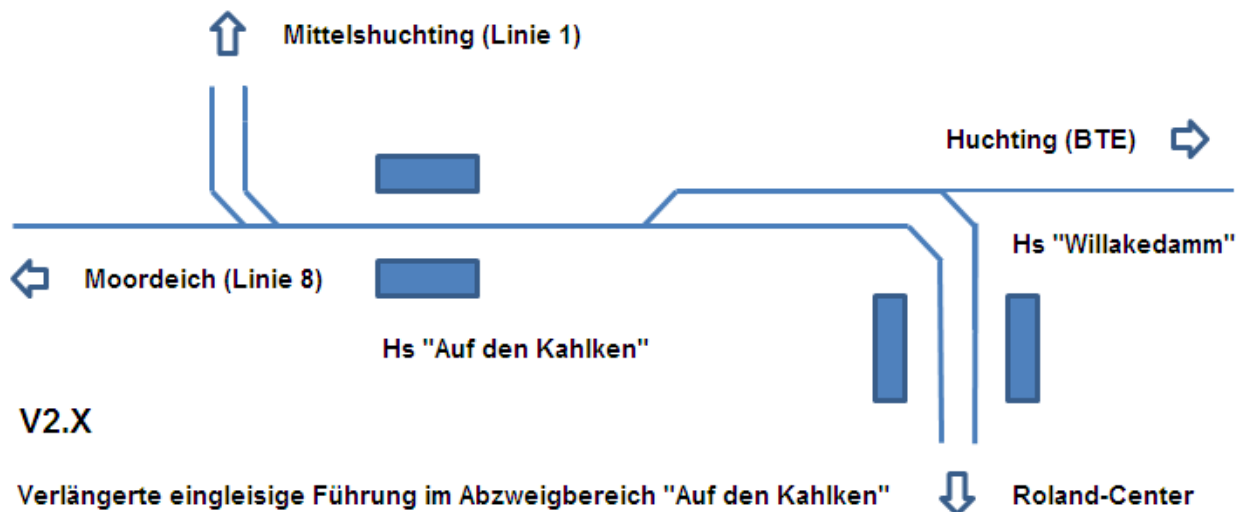 Mittelshuchting (Linie 1)
Huchting (BTE)
Hs "Willakedamm"
Moordeich (Linie 8)
Hs "Auf den Kahlken"
V2.X
Verlängerte eingleisige Führung im Abzweigbereich "Auf den Kahlken"
Roland-Center